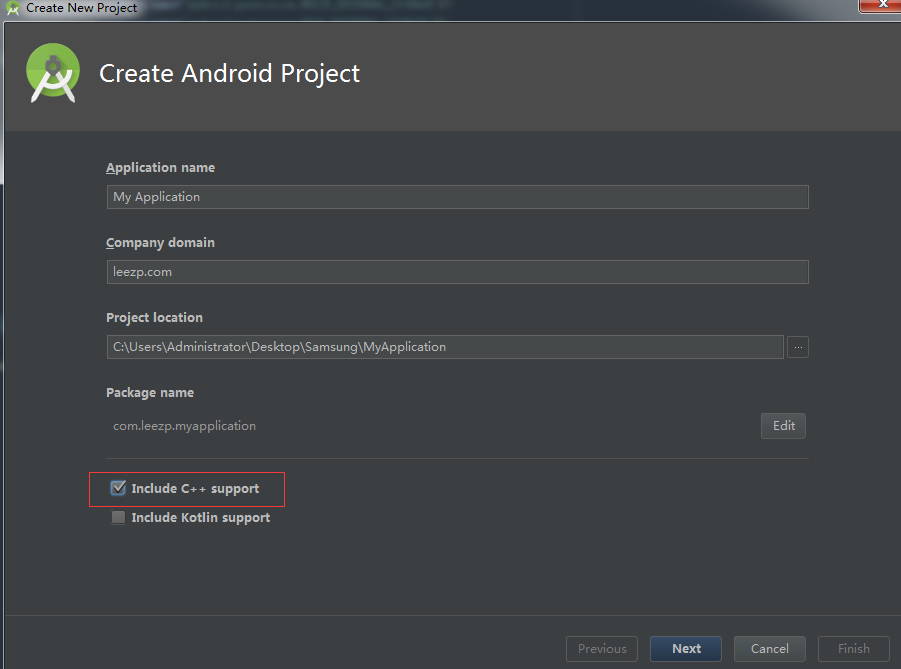 Create New Project
Create Android Project
Application name
My Application
Company domain
leezp.com
Project location
C:\Users\Administrator\Desktop\Samsung\MyApplication
...
Package name
com.leezp.myapplication
Edit
Include C++ support
Include Kotlin support
Previous
Next
Cancel
Finish